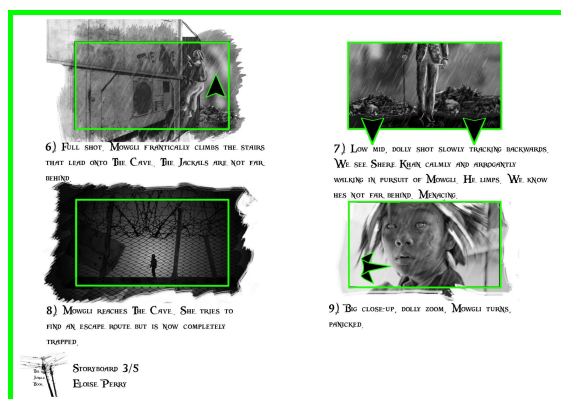 6) Full shot. Mowgli frantically climbs the stairs
that lead onto The Cave. The Jackals are not far
behind.
7) Low mid, dolly shot slowly tracking backwards.
We see Shere Khan calmly and arrogantly
walking in pursuit of Mowgli. He limps. We know
hes not far behind. Menacing.
8) Mowgli reaches The Cave. She tries to
find an escape route but is now completely
trapped.
9) Big close-up, dolly zoom, Mowgli turns,
panicked.
The
Jungle
Book
Storyboard 3/5
Eloise Perry